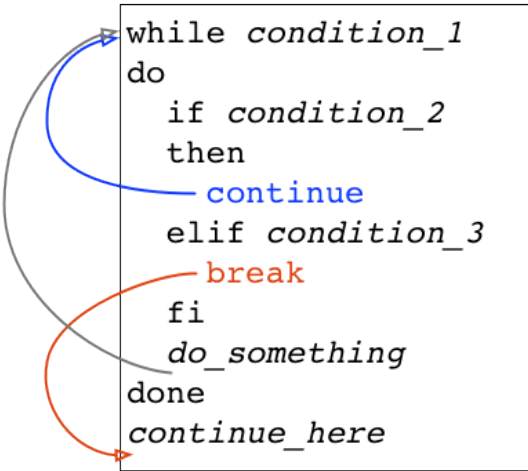 while condition_1
do
if condition_2
then
continue
elif condition_3
break
fi
do_something
done
continue_here